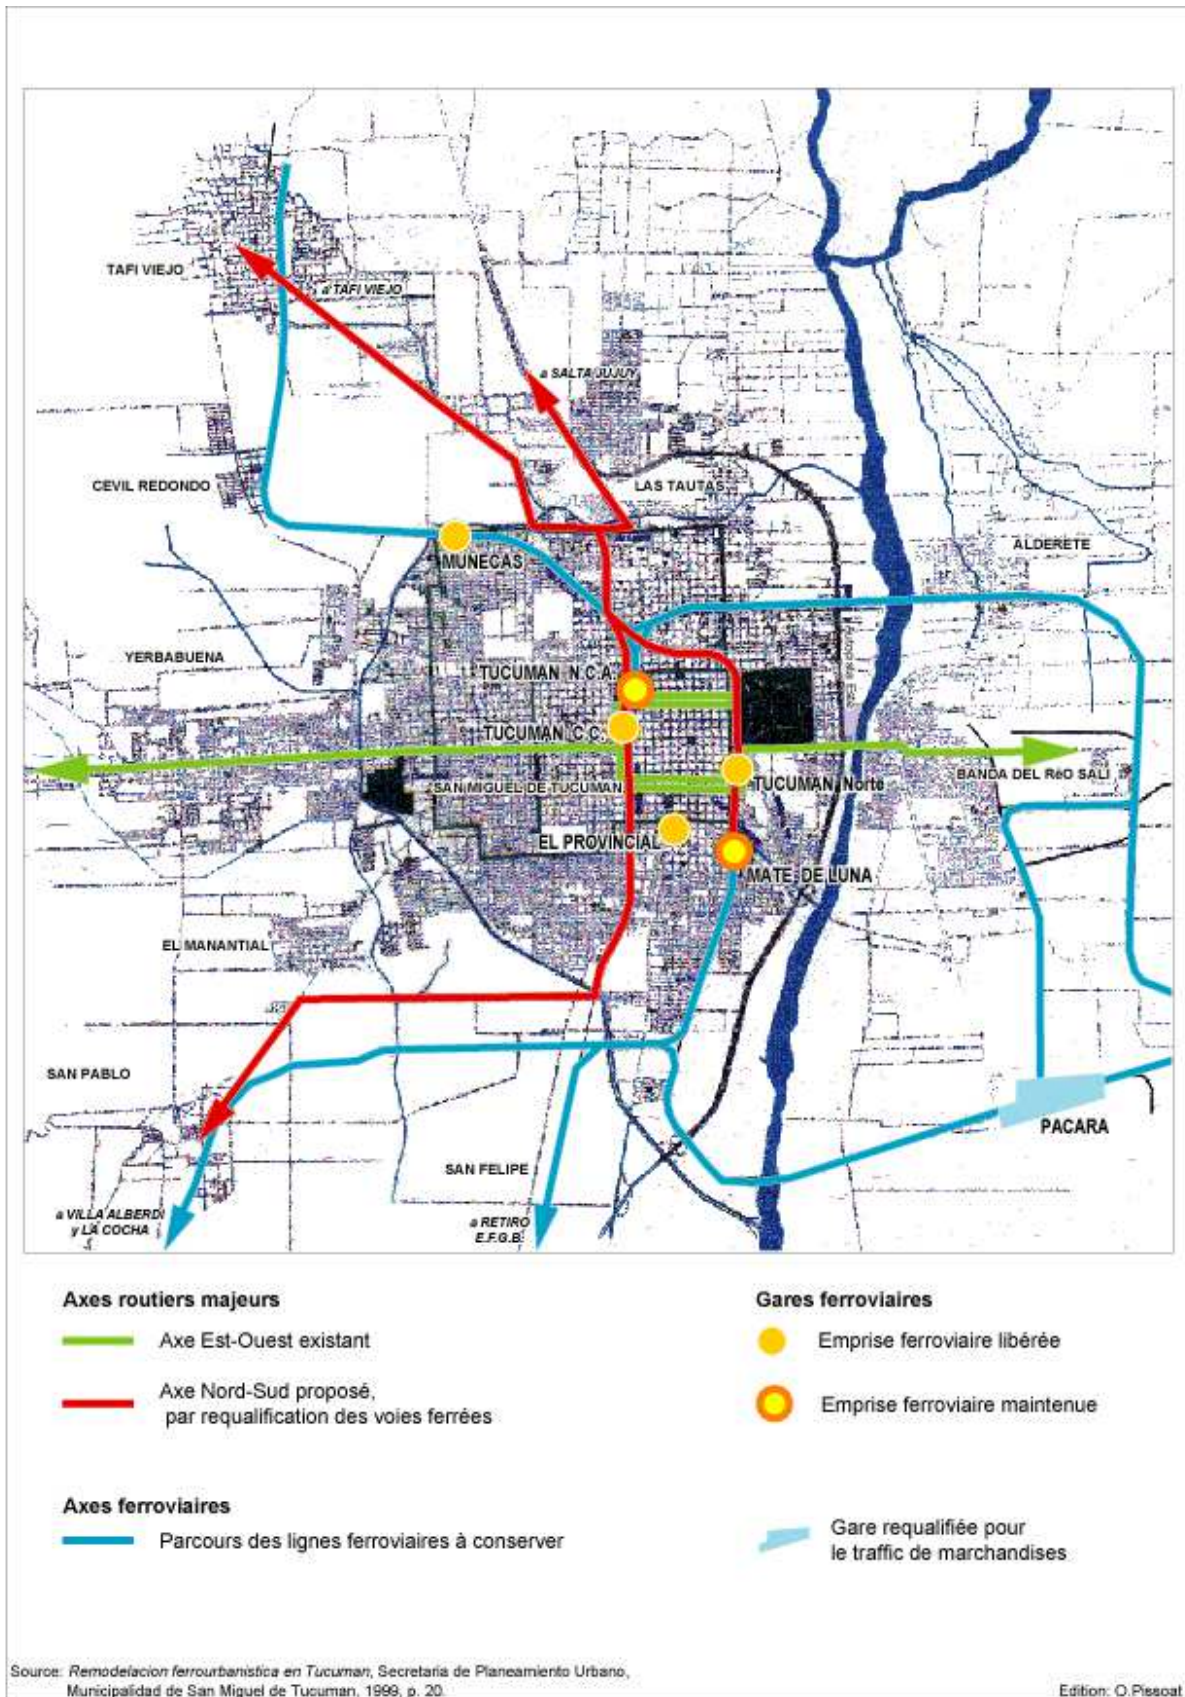 TAFI VIEJO
a TAFI VIEJO
a SALTA JUJUY
CEVIL REDONDO
LAS TAUTAS
MUNECAS
ALDERETE
YERBABUENA
TUCUMAN N.C.A.
TUCUMAN C.C.
SAN MIGUEL DE TUCUMAN
TUCUMAN Norte
BANDA DEL RéO SALI
EL PROVINCIAL
MATE DE LUNA
EL MANANTIAL
SAN PABLO
PACARA
SAN FELIPE
a VILLA ALBERDI
y LA COCHA
a RETIRO
E.F.G.B.
Axes routiers majeurs
Axe Est-Ouest existant
Axe Nord-Sud proposé,
par requalification des voies ferrées
Axes ferroviaires
Parcours des lignes ferroviaires à conserver
Gares ferroviaires
Emprise ferroviaire libérée
Emprise ferroviaire maintenue
Gare requalifiée pour
le traffic de marchandises
Source: Remodelacion ferrourbanistica en Tucuman, Secretaria de Planeamiento Urbano,
Municipalidad de San Miguel de Tucuman, 1999, p. 20.
Edition: O.Pissoat